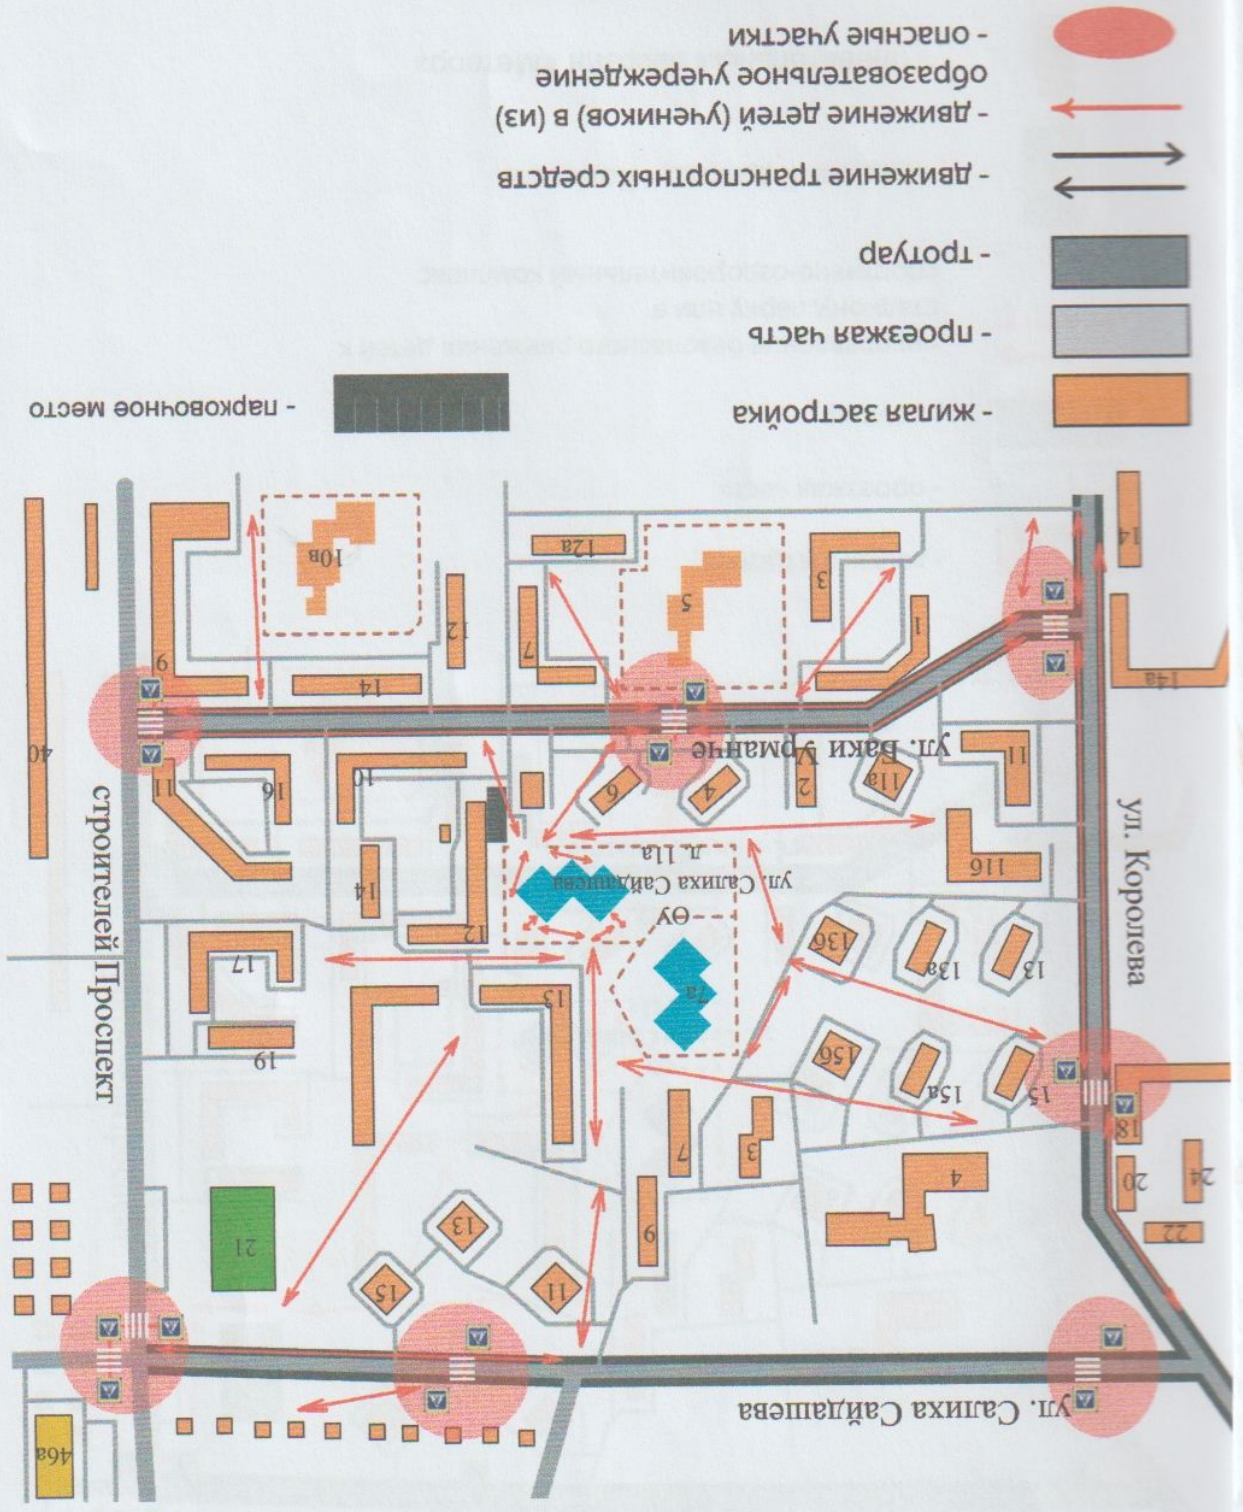 46а
ул. Салиха Сайдашева
11
15
22
9
13
21
4
24
20
3
7
18
15
15а
15б
19
7а
13
17
13
13а
13б
12
ОУ
ул. Королева
ул. Салиха Сайдашева
д. 11а
14
строителей Проспект
11б
4
6
16
11
11
11а
2
10
ул. Баки Урманче
40
14а
14
9
1
7
12
3
5
12а
10в
14
- жилая застройка
- парковочное место
- проезжая часть
- тротуар
- движение транспортных средств
- движение детей (учеников) в (из)
образовательное учереждение
- опасные участки